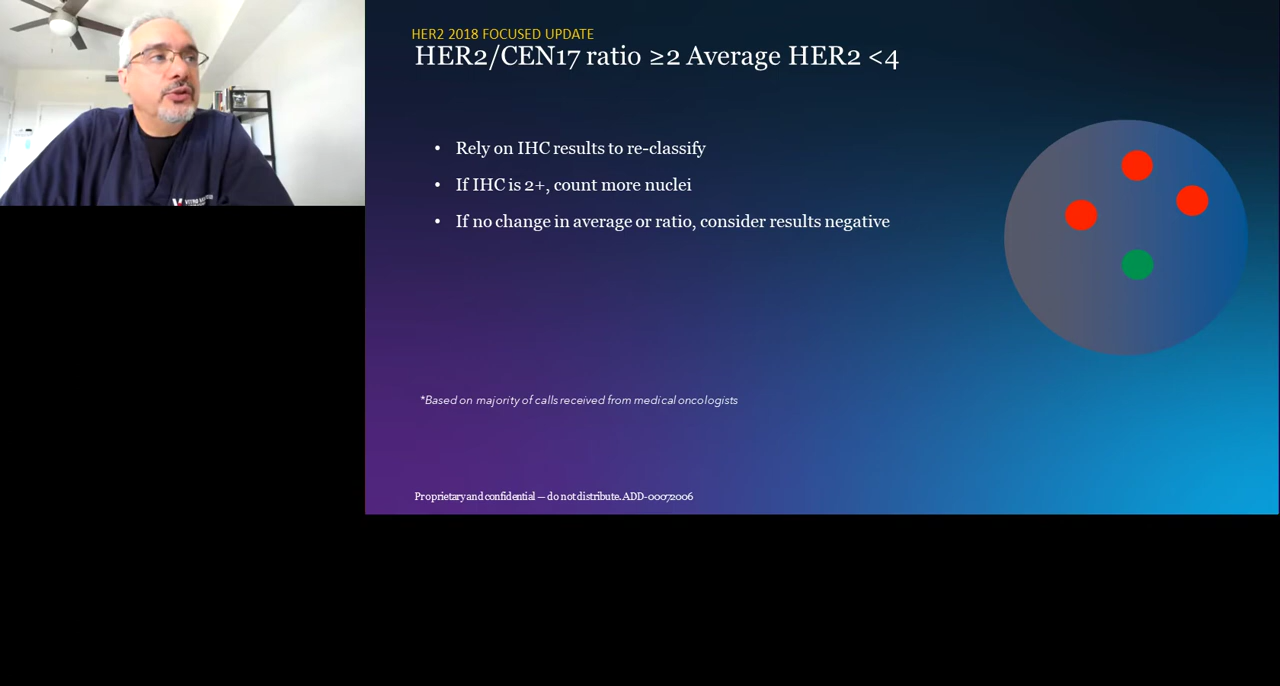 HER2 2018 FOCUSED UPDATE
HER2/CEN17 ratio ≥2 Average HER2 <4
• Rely on IHC results to re-classify
• If IHC is 2+, count more nuclei
• If no change in average or ratio, consider results negative
*Based on majority of calls received from medical oncologists
Proprietary and confidential — do not distribute. ADD-00072006